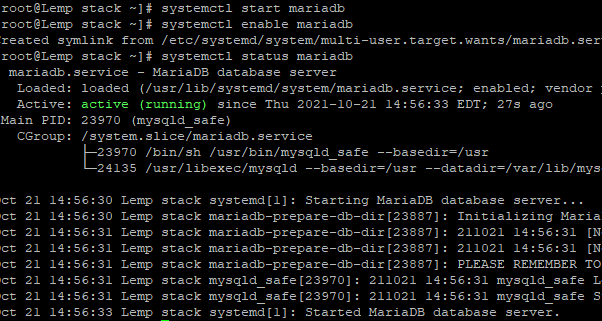 root@Lemp stack ~]# systemctl start mariadb
root@Lemp stack ~]# systemctl enable mariadb
Created symlink from /etc/systemd/system/multi-user.target.wants/mariadb.ser
root@Lemp stack ~]# systemctl status mariadb
mariadb.service - MariaDB database server
Loaded: loaded (/usr/lib/systemd/system/mariadb.service; enabled; vendor
Active: active (running) since Thu 2021-10-21 14:56:33 EDT; 27s ago
Main PID: 23970 (mysqld_safe)
CGroup: /system.slice/mariadb.service
├─23970 /bin/sh /usr/bin/mysqld_safe --basedir=/usr
└─24135 /usr/libexec/mysqld --basedir=/usr --datadir=/var/lib/mys
Oct 21 14:56:30 Lemp stack systemd[1]: Starting MariaDB database server...
Oct 21 14:56:30 Lemp stack mariadb-prepare-db-dir[23887]: Initializing Maria
Oct 21 14:56:31 Lemp stack mariadb-prepare-db-dir[23887]: 211021 14:56:31 [N
Oct 21 14:56:31 Lemp stack mariadb-prepare-db-dir[23887]: 211021 14:56:31 [N
Oct 21 14:56:31 Lemp stack mariadb-prepare-db-dir[23887]: PLEASE REMEMBER TO
Oct 21 14:56:31 Lemp stack mysqld_safe[23970]: 211021 14:56:31 mysqld_safe L
Oct 21 14:56:31 Lemp stack mysqld_safe[23970]: 211021 14:56:31 mysqld_safe S
Oct 21 14:56:33 Lemp stack systemd[1]: Started MariaDB database server.